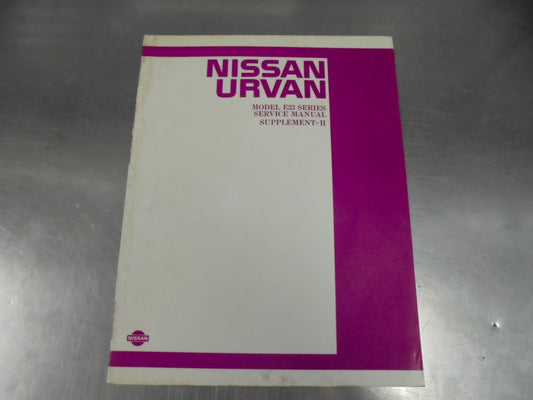 NISSAN
URVAN
MODEL E23 SERIES
SERVICE MANUAL
SUPPLEMENT-II
NISSAN